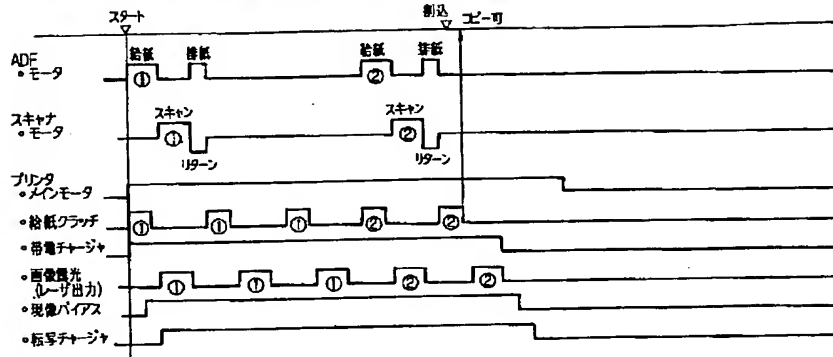 スタート
割込
コピー可
給紙 排紙 給紙 排紙
ADF
・モータ
① ②
スキャン スキャン
スキャナ
・モータ
① ②
リターン リターン
プリンタ
・メインモータ
・給紙クラッチ
① ① ① ② ②
・帯電チャージャ
・画像露光
(レーザ出力)
① ① ① ② ②
・現像バイアス
・転写チャージャ